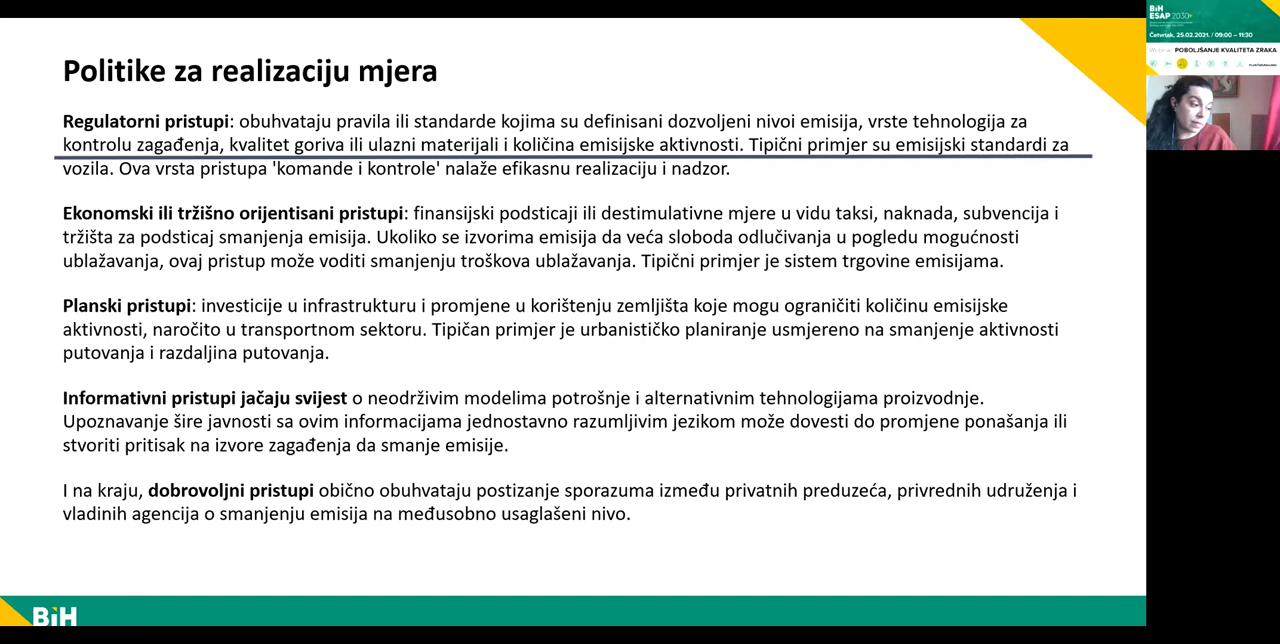 Politike za realizaciju mjera
Regulatorni pristupi: obuhvataju pravila ili standarde kojima su definisani dozvoljeni nivoi emisija, vrste tehnologija za
kontrolu zagađenja, kvalitet goriva ili ulazni materijali i količina emisijske aktivnosti. Tipični primjer su emisijski standardi za
vozila. Ova vrsta pristupa 'komande i kontrole' nalaže efikasnu realizaciju i nadzor.
Ekonomski ili tržišno orijentisani pristupi: finansijski podsticaji ili destimulativne mjere u vidu taksi, naknada, subvencija i
tržišta za podsticaj smanjenja emisija. Ukoliko se izvorima emisija da veća sloboda odlučivanja u pogledu mogućnosti
ublažavanja, ovaj pristup može voditi smanjenju troškova ublažavanja. Tipični primjer je sistem trgovine emisijama.
Planski pristupi: investicije u infrastrukturu i promjene u korištenju zemljišta koje mogu ograničiti količinu emisijske
aktivnosti, naročito u transportnom sektoru. Tipičan primjer je urbanističko planiranje usmjereno na smanjenje aktivnosti
putovanja i razdaljina putovanja.
Informativni pristupi jačaju svijest o neodrživim modelima potrošnje i alternativnim tehnologijama proizvodnje.
Upoznavanje šire javnosti sa ovim informacijama jednostavno razumljivim jezikom može dovesti do promjene ponašanja ili
stvoriti pritisak na izvore zagađenja da smanje emisije.
I na kraju, dobrovoljni pristupi obično obuhvataju postizanje sporazuma između privatnih preduzeća, privrednih udruženja i
vladinih agencija o smanjenju emisija na međusobno usaglašeni nivo.
BiH
BiH
ESAP 2030+
Četvrtak, 25.02.2021. / 09:00 – 11:30
Webinar: POBOLJŠANJE KVALITETA ZRAKA